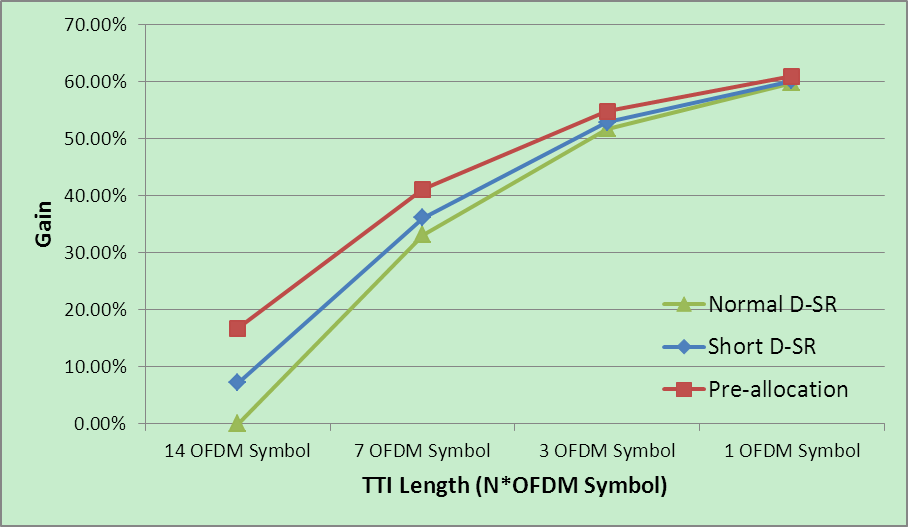 70.00%
60.00%
50.00%
40.00%
30.00%
20.00%
10.00%
0.00%
Gain
Normal D-SR
Short D-SR
Pre-allocation
14 OFDM Symbol 7 OFDM Symbol 3 OFDM Symbol 1 OFDM Symbol
TTI Length (N*OFDM Symbol)